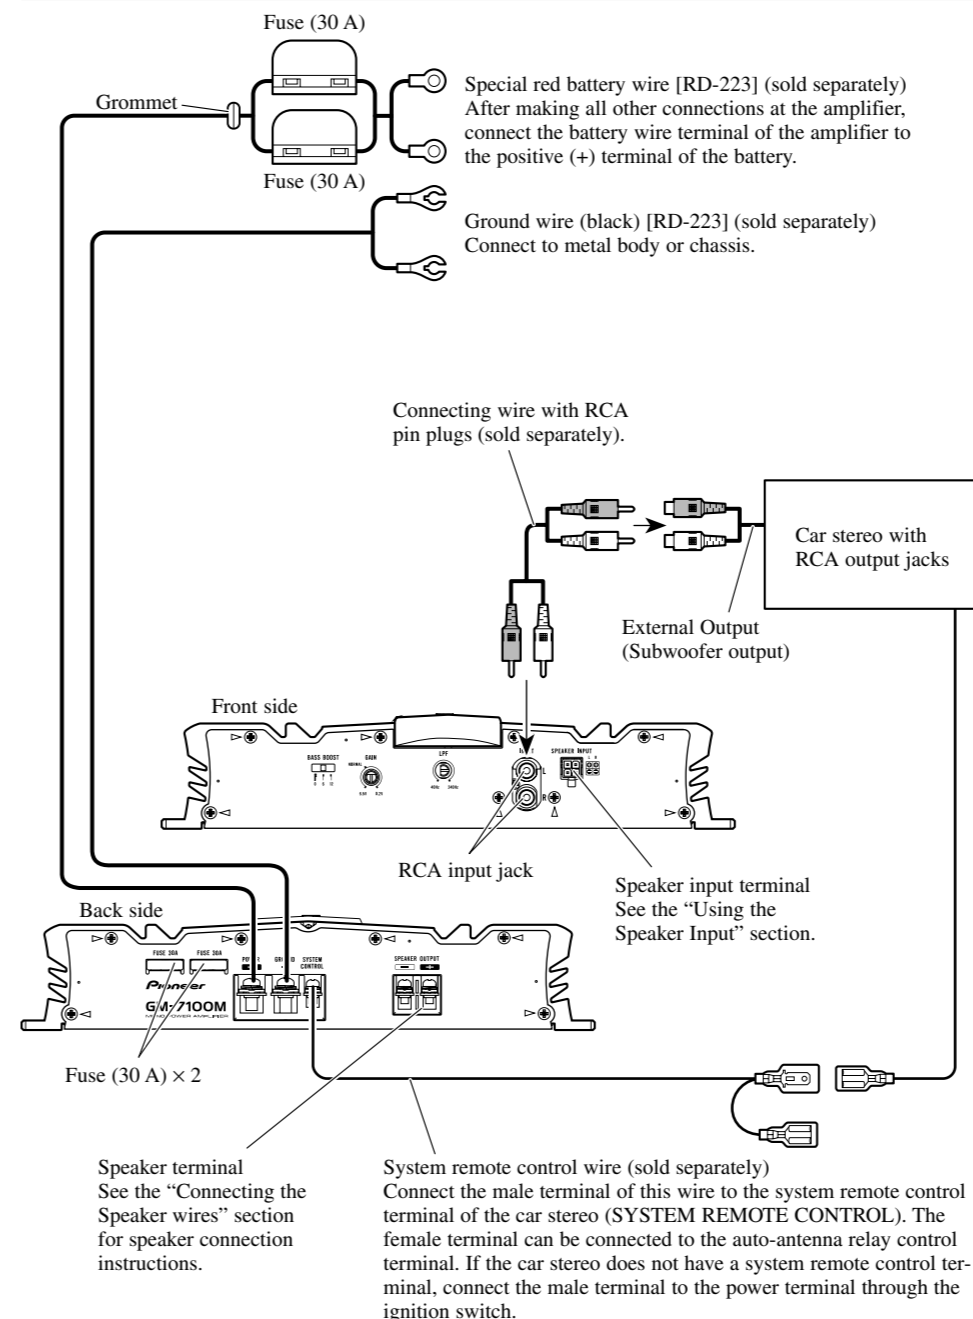 Fuse (30 A)
Grommet
Fuse (30 A)
Special red battery wire [RD-223] (sold separately)
After making all other connections at the amplifier,
connect the battery wire terminal of the amplifier to
the positive (+) terminal of the battery.
Ground wire (black) [RD-223] (sold separately)
Connect to metal body or chassis.
Connecting wire with RCA
pin plugs (sold separately).
Car stereo with
RCA output jacks
External Output
(Subwoofer output)
Front side
BASS BOOST
GAIN
NORMAL
LPF
40Hz
240Hz
L
R
SPEAKER INPUT
RCA input jack
Speaker input terminal
See the “Using the
Speaker Input” section.
Back side
FUSE 30A
FUSE 30A
SYSTEM
CONTROL
SPEAKER OUTPUT
Pioneer
GM-7100M
Fuse (30 A) × 2
Speaker terminal
See the “Connecting the
Speaker wires” section
for speaker connection
instructions.
System remote control wire (sold separately)
Connect the male terminal of this wire to the system remote control
terminal of the car stereo (SYSTEM REMOTE CONTROL). The
female terminal can be connected to the auto-antenna relay control
terminal. If the car stereo does not have a system remote control ter-
minal, connect the male terminal to the power terminal through the
ignition switch.